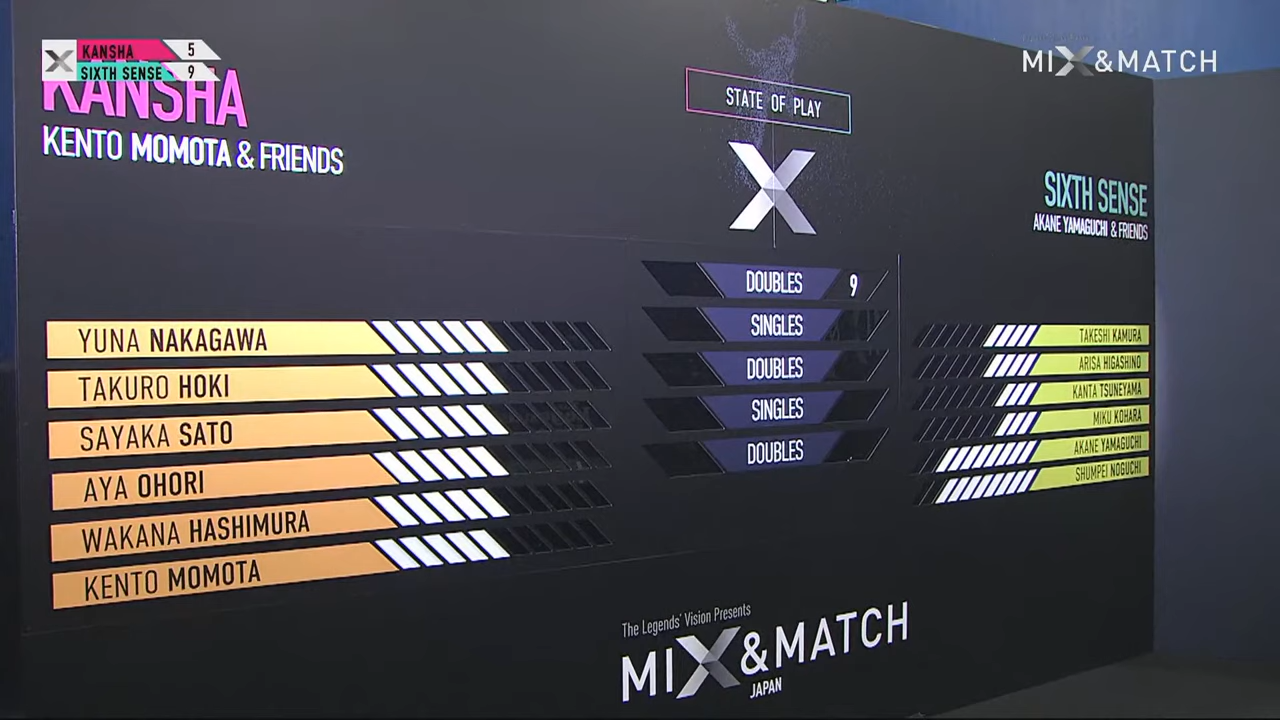 KANSHA 5
SIXTH SENSE 9
MIX&MATCH
KANSHA
KENTO MOMOTA & FRIENDS
STATE OF PLAY
X
SIXTH SENSE
AKANE YAMAGUCHI & FRIENDS
DOUBLES 9
SINGLES
DOUBLES
SINGLES
DOUBLES
YUNA NAKAGAWA
TAKURO HOKI
SAYAKA SATO
AYA OHORI
WAKANA HASHIMURA
KENTO MOMOTA
TAKESHI KAMURA
ARISA HIGASHINO
KANTA TSUNEYAMA
MIKU KOHARA
AKANE YAMAGUCHI
SHUMPEI NOGUCHI
The Legends' Vision Presents
MIX&MATCH
JAPAN